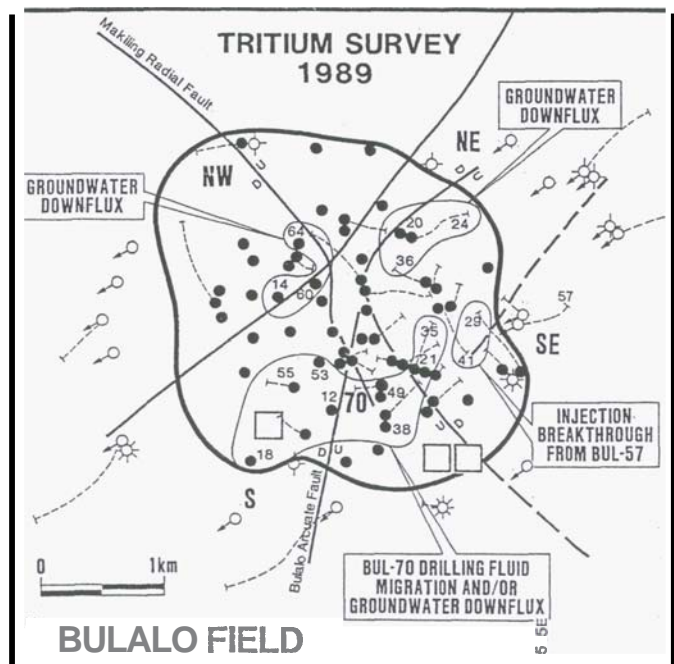 TRITIUM SURVEY
1989
Makiling Radial Fault
GROUNDWATER
DOWNFLUX
NE
D U
NW
U
D
GROUNDWATER
DOWNFLUX
64
20
24
36
14
60
57
35
29
SE
21
41
55
53
12
70
49
38
U
D
INJECTION
BREAKTHROUGH
FROM BUL-57
18
D U
S
Bulalo Arcuate Fault
0
1km
BUL-70 DRILLING FLUID
MIGRATION AND/OR
GROUNDWATER DOWNFLUX
BULALO FIELD
5 5E